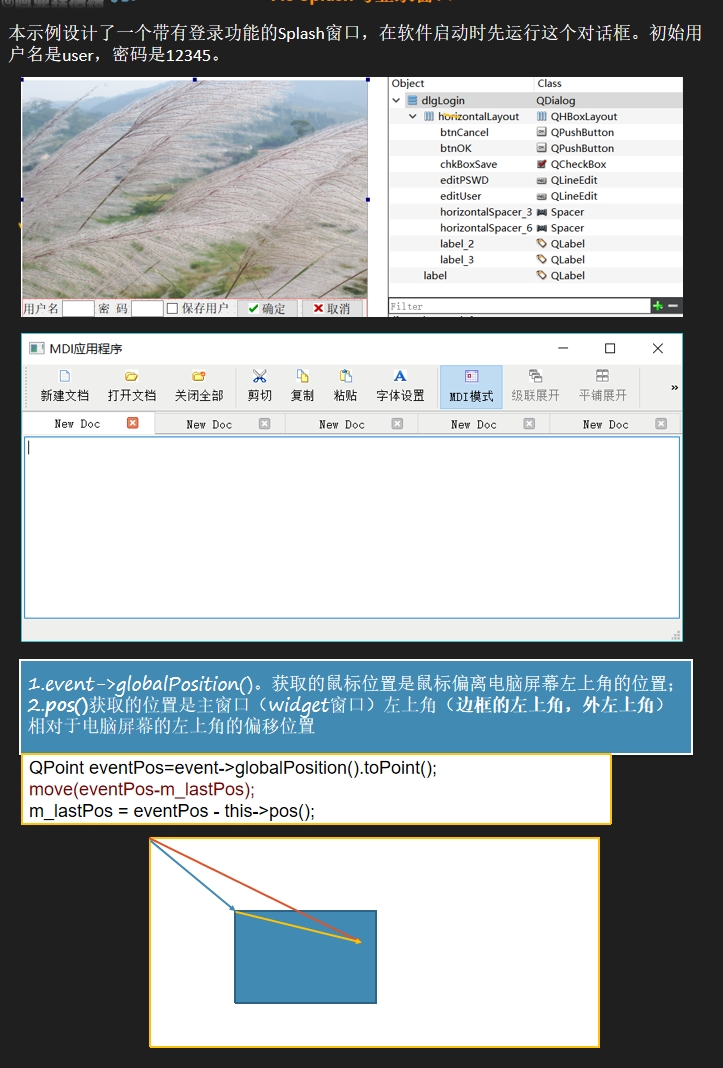 本示例设计了一个带有登录功能的Splash窗口，在软件启动时先运行这个对话框。初始用
户名是user，密码是12345。
Object Class
dlgLogin QDialog
horizontalLayout QHBoxLayout
btnCancel QPushButton
btnOK QPushButton
chkBoxSave QCheckBox
editPSWD QLineEdit
editUser QLineEdit
horizontalSpacer_3 Spacer
horizontalSpacer_6 Spacer
label_2 QLabel
label_3 QLabel
label QLabel
Filter
用户名 密 码 保存用户 确定 取消
MDI应用程序
新建文档 打开文档 关闭全部 剪切 复制 粘贴 字体设置 MDI模式 级联展开 平铺展开 »
New Doc New Doc New Doc New Doc New Doc
1.event->globalPosition()。获取的鼠标位置是鼠标偏离电脑屏幕左上角的位置；
2.pos()获取的位置是主窗口（widget窗口）左上角（边框的左上角，外左上角）
相对于电脑屏幕的左上角的偏移位置
QPoint eventPos=event->globalPosition().toPoint();
move(eventPos-m_lastPos);
m_lastPos = eventPos - this->pos();